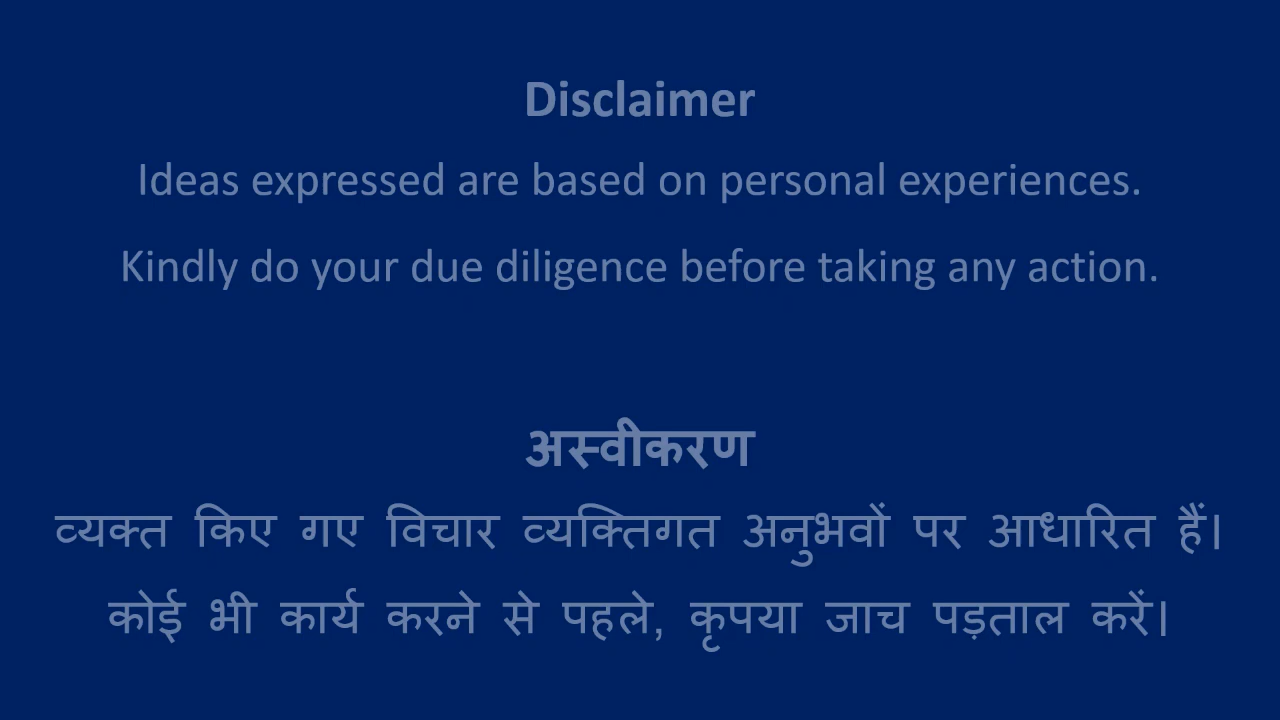 Disclaimer
Ideas expressed are based on personal experiences.
Kindly do your due diligence before taking any action.
अस्वीकरण
व्यक्त किए गए विचार व्यक्तिगत अनुभवों पर आधारित हैं।
कोई भी कार्य करने से पहले, कृपया जाच पड़ताल करें।